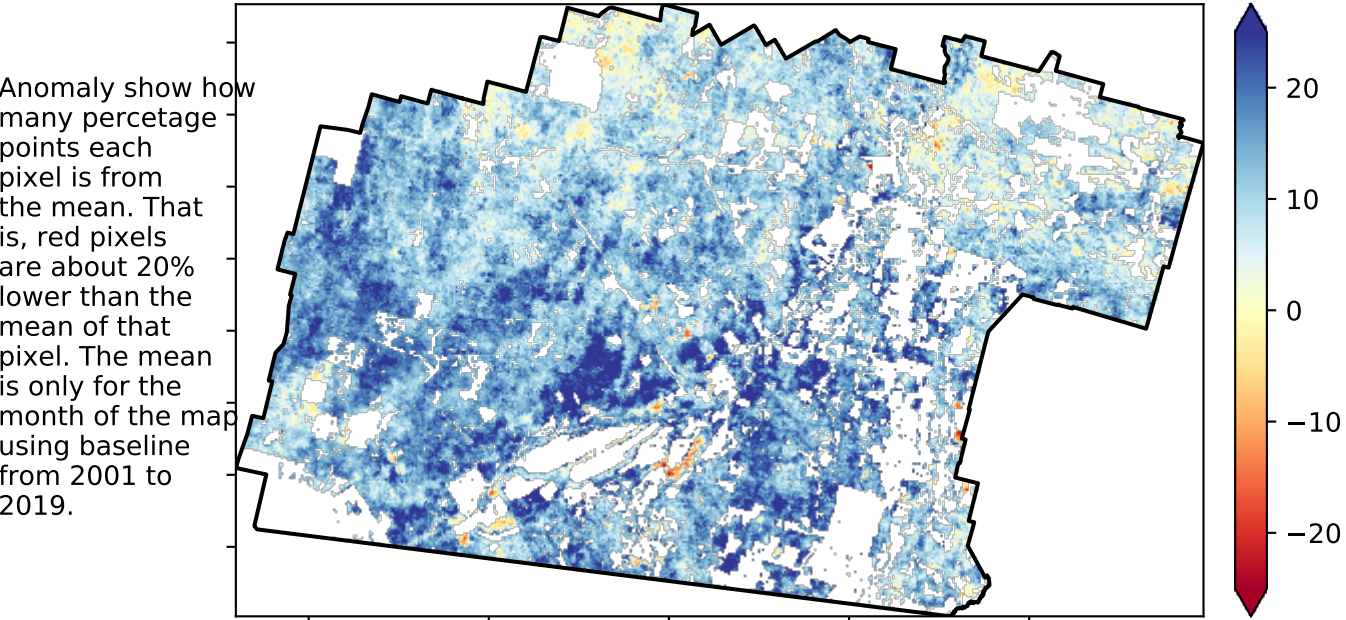 Anomaly show how
many percetage
points each
pixel is from
the mean. That
is, red pixels
are about 20%
lower than the
mean of that
pixel. The mean
is only for the
month of the map
using baseline
from 2001 to
2019.
20
10
0
−10
−20